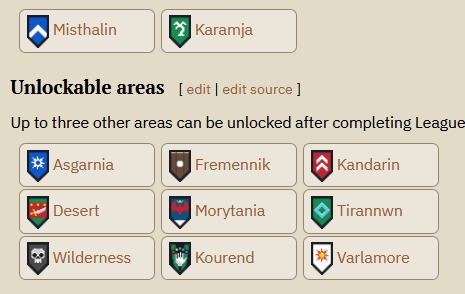 Misthalin Karamja
Unlockable areas [ edit | edit source ]
Up to three other areas can be unlocked after completing League
Asgarnia Fremennik Kandarin
Desert Morytania Tirannwn
Wilderness Kourend Varlamore